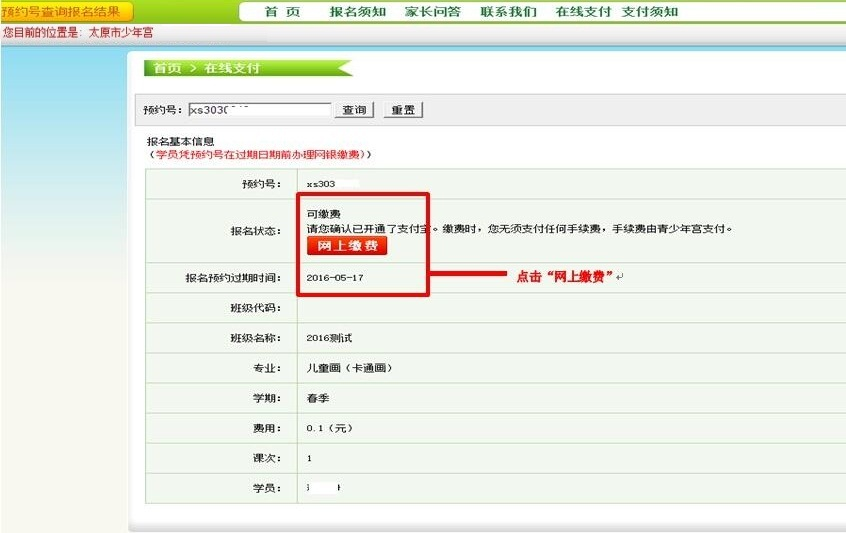 预约号查询报名结果
首 页 报名须知 家长问答 联系我们 在线支付 支付须知
您目前的位置是：太原市少年宫
首页 > 在线支付
预约号： xs303 查询 重置
报名基本信息
（学员凭预约号在过期日期前办理网银缴费)）
预约号： xs303
可缴费
报名状态： 请您确认已开通了支付宝。缴费时，您无须支付任何手续费，手续费由青少年宫支付。
网上缴费
报名预约过期时间： 2016-05-17
点击“网上缴费”
班级代码：
班级名称： 2016测试
专业： 儿童画（卡通画）
学期： 春季
费用： 0.1（元）
课次： 1
学员：